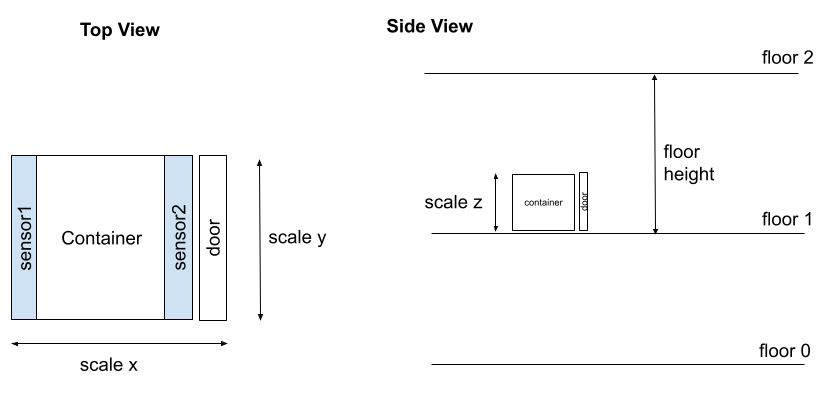 Top View
sensor1
Container
sensor2
door
scale y
scale x
Side View
floor 2
floor
height
scale z
container
door
floor 1
floor 0